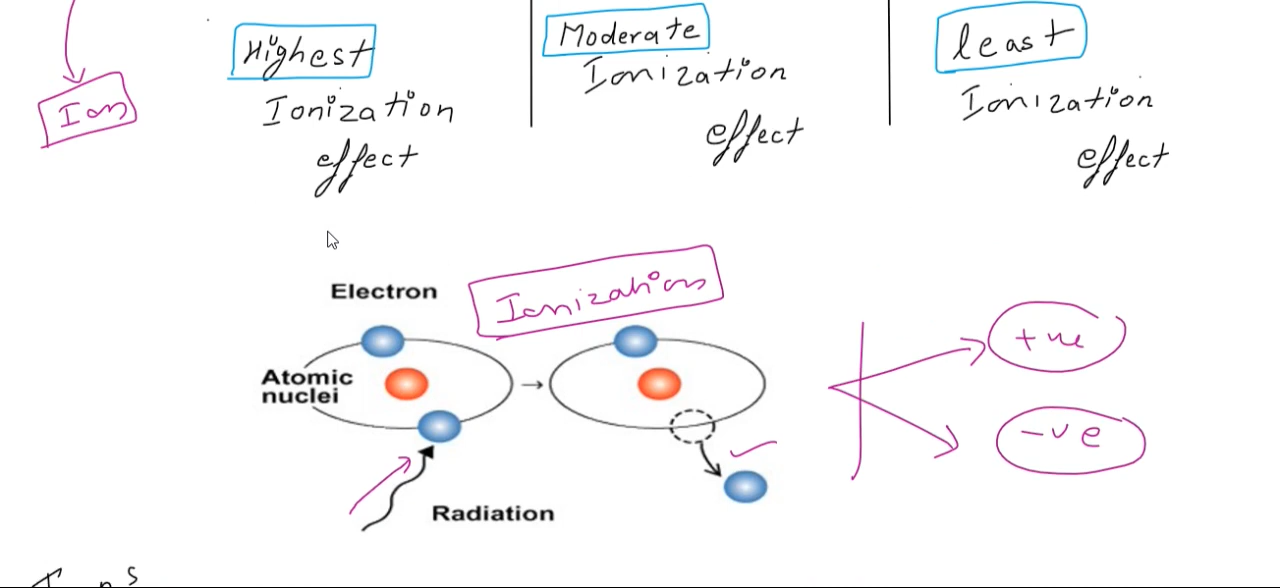 Highest
Ionization
effect
Moderate
Ionization
effect
least
Ionization
effect
Ion
Electron
Ionization
Atomic
nuclei
Radiation
+ve
-ve